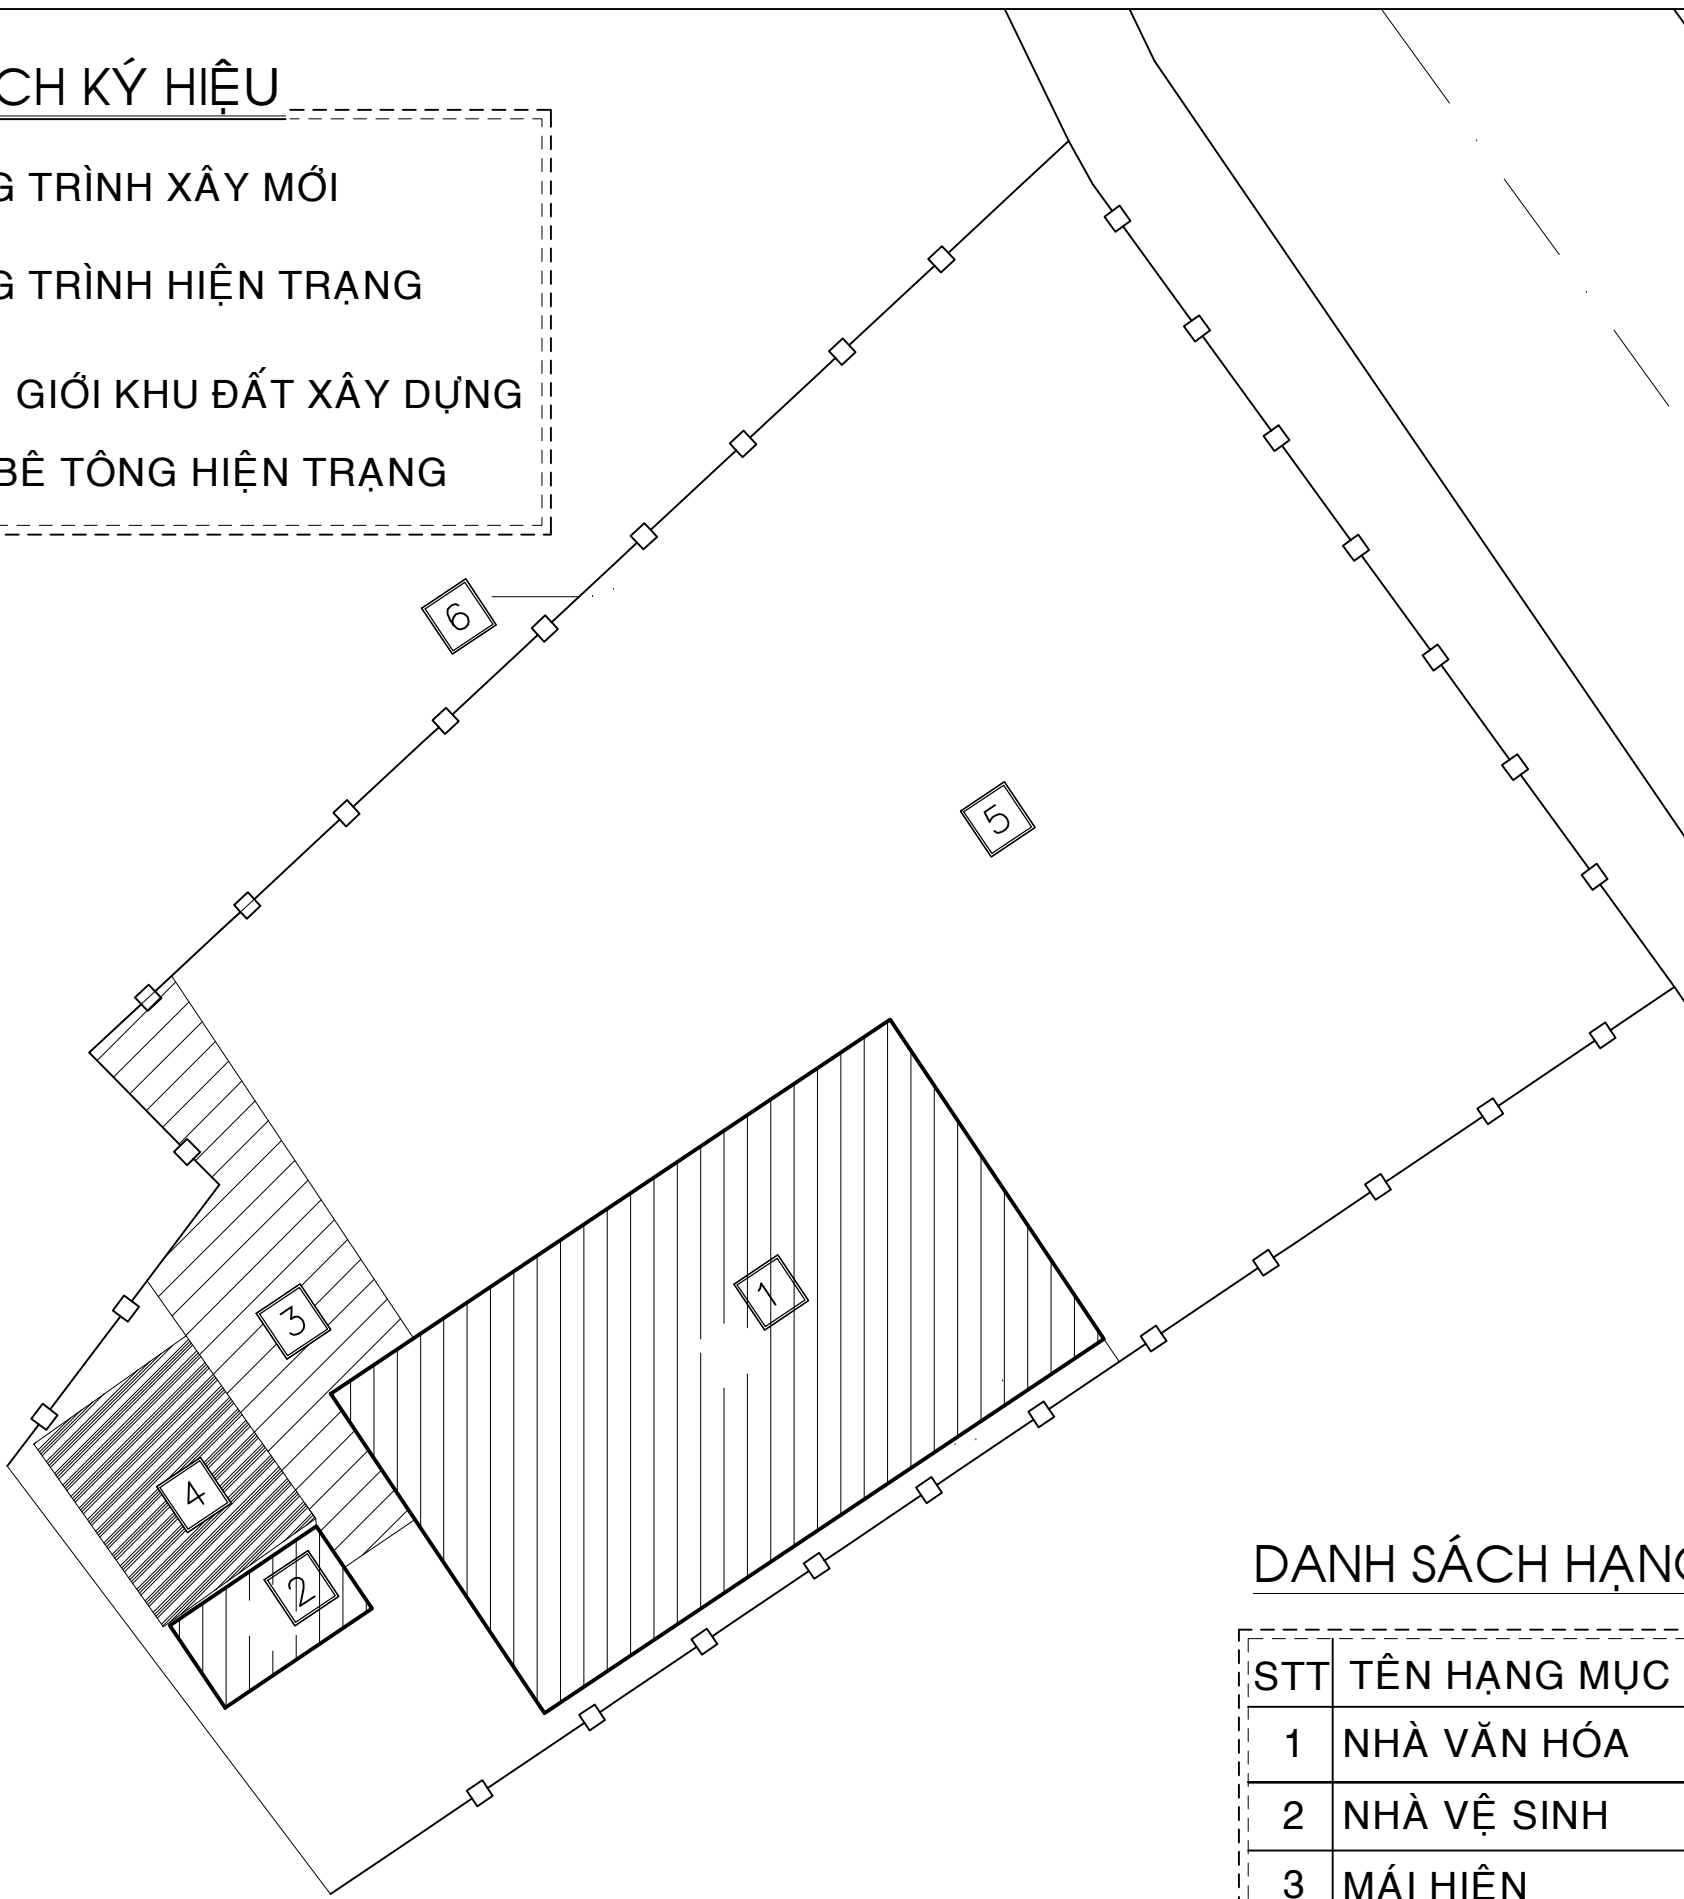 CH KÝ HIỆU
G TRÌNH XÂY MỚI
G TRÌNH HIỆN TRẠNG
GIỚI KHU ĐẤT XÂY DỰNG
BÊ TÔNG HIỆN TRẠNG
6
5
1
3
4
2
DANH SÁCH HẠNG
STT TÊN HẠNG MỤC
1 NHÀ VĂN HÓA
2 NHÀ VỆ SINH
3 MÁI HIÊN